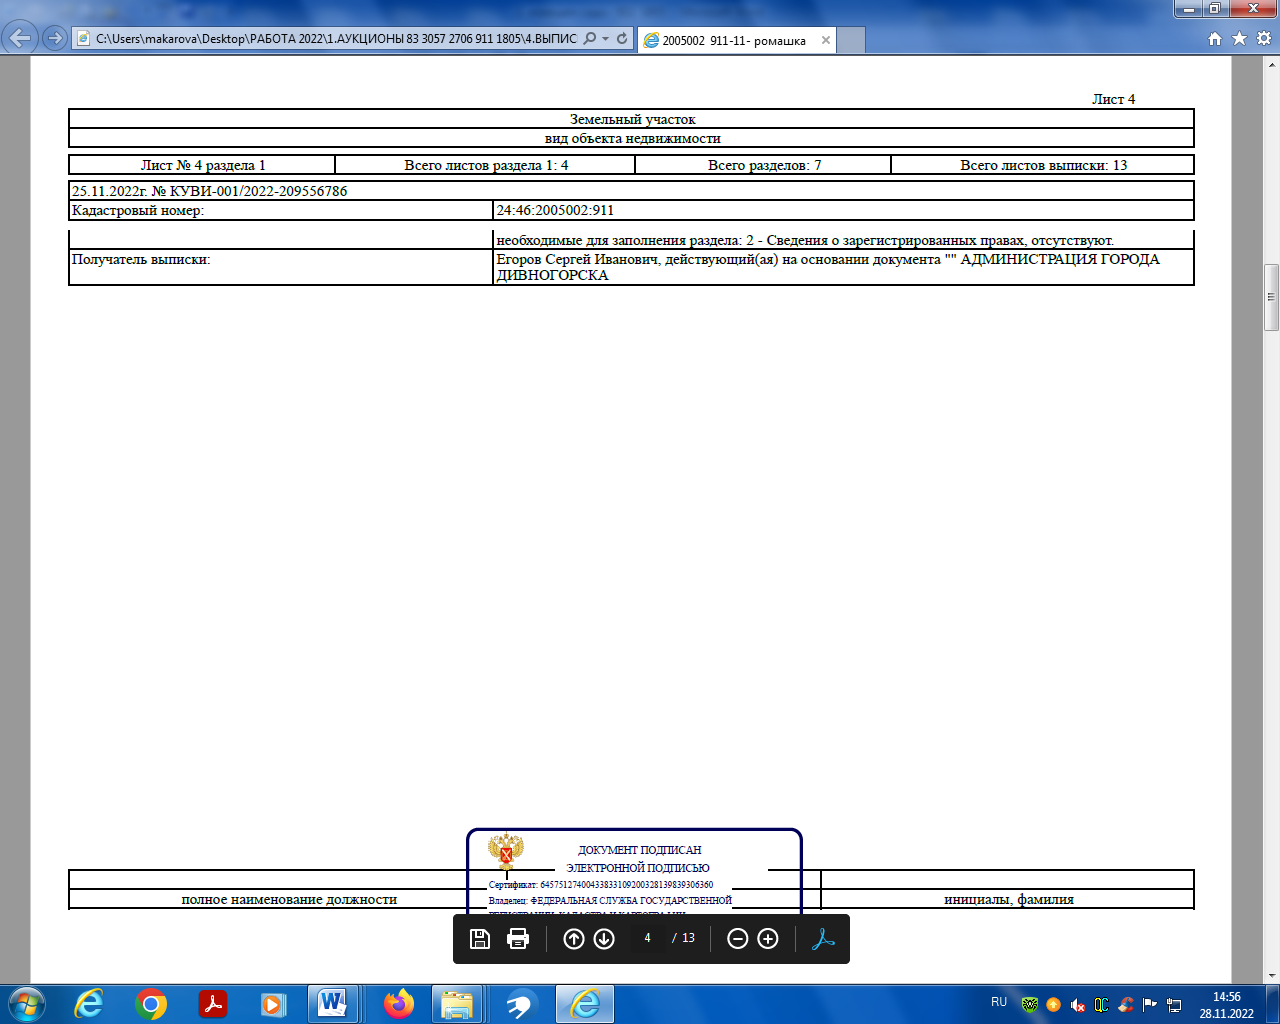 C:\Users\makarova\Desktop\РАБОТА 2022\1.АУКЦИОНЫ 83 3057 2706 911 1805\4.ВЫПИС
2005002 911-11- ромашка
Лист 4
Земельный участок
вид объекта недвижимости
Лист № 4 раздела 1 Всего листов раздела 1: 4 Всего разделов: 7 Всего листов выписки: 13
25.11.2022г. № КУВИ-001/2022-209556786
Кадастровый номер: 24:46:2005002:911
необходимые для заполнения раздела: 2 - Сведения о зарегистрированных правах, отсутствуют.
Получатель выписки: Егоров Сергей Иванович, действующий(ая) на основании документа "" АДМИНИСТРАЦИЯ ГОРОДА
ДИВНОГОРСКА
ДОКУМЕНТ ПОДПИСАН
ЭЛЕКТРОННОЙ ПОДПИСЬЮ
Сертификат: 64575127400433833109200328139839306360
полное наименование должности Владелец: ФЕДЕРАЛЬНАЯ СЛУЖБА ГОСУДАРСТВЕННОЙ инициалы, фамилия
РЕГИСТРАЦИИ, КАДАСТРА И КАРТОГРАФИИ
4 / 13
RU
14:56
28.11.2022